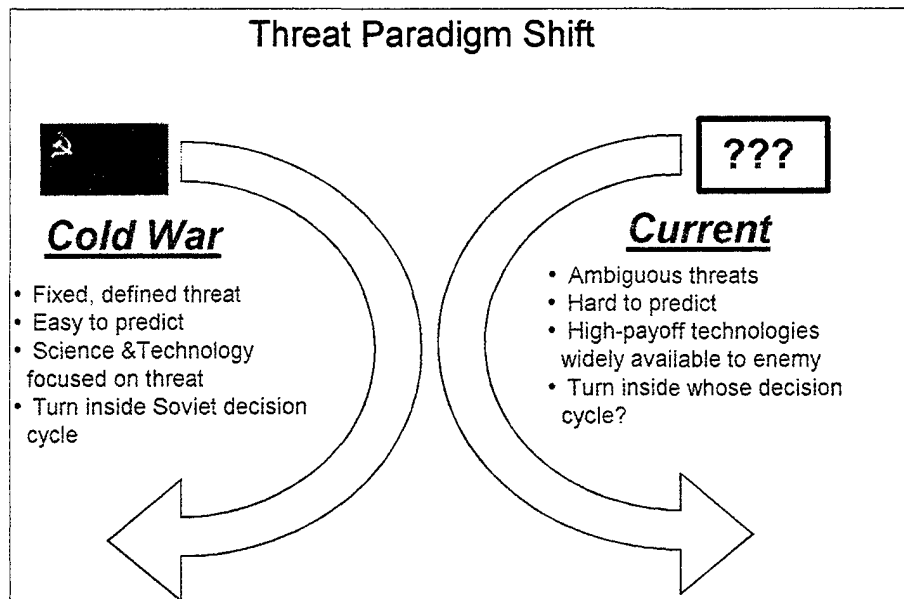 Threat Paradigm Shift
Cold War
• Fixed, defined threat
• Easy to predict
• Science &Technology
focused on threat
• Turn inside Soviet decision
cycle
???
Current
• Ambiguous threats
• Hard to predict
• High-payoff technologies
widely available to enemy
• Turn inside whose decision
cycle?